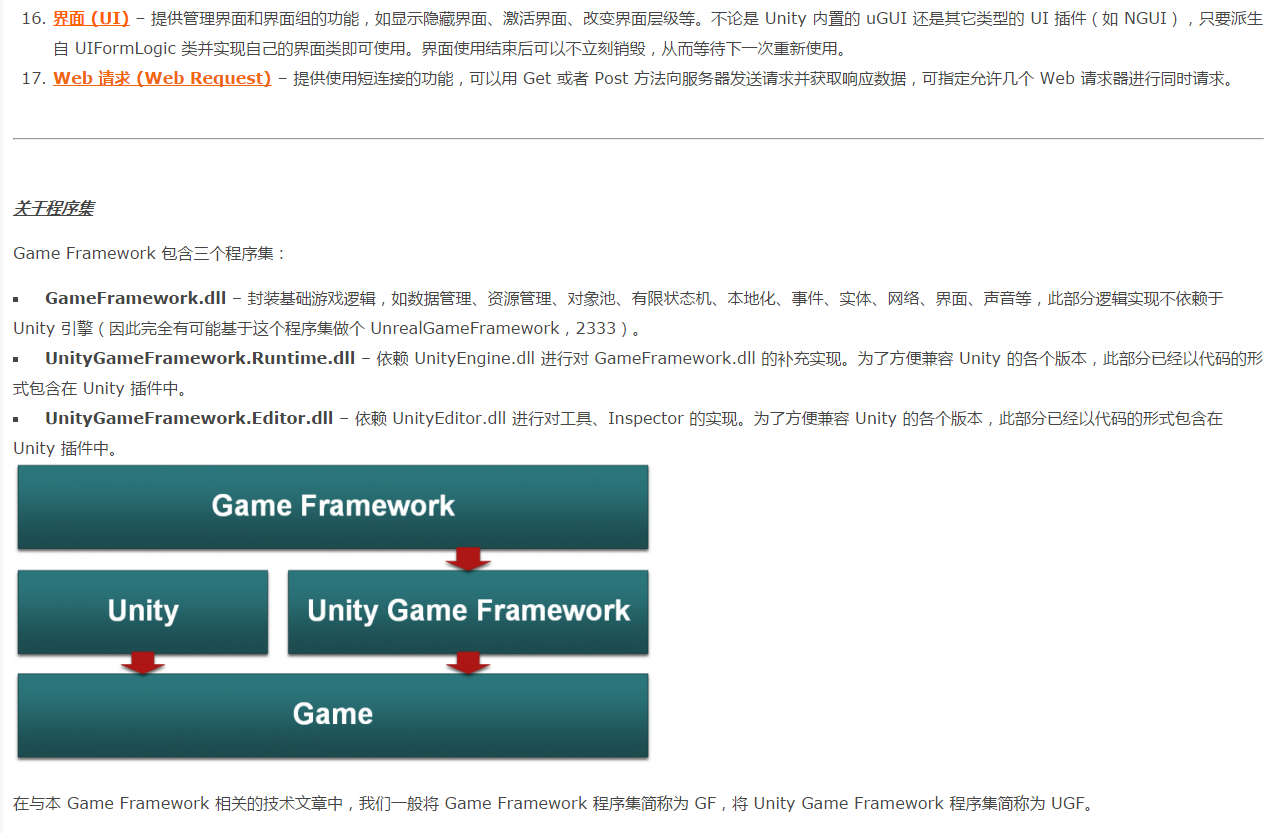 16. 界面 (UI) – 提供管理界面和界面组的功能，如显示隐藏界面、激活界面、改变界面层级等。不论是 Unity 内置的 uGUI 还是其它类型的 UI 插件（如 NGUI），只要派生
自 UIFormLogic 类并实现自己的界面类即可使用。界面使用结束后可以不立刻销毁，从而等待下一次重新使用。
17. Web 请求 (Web Request) – 提供使用短连接的功能，可以用 Get 或者 Post 方法向服务器发送请求并获取响应数据，可指定允许几个 Web 请求器进行同时请求。
关于程序集
Game Framework 包含三个程序集：
▪ GameFramework.dll – 封装基础游戏逻辑，如数据管理、资源管理、对象池、有限状态机、本地化、事件、实体、网络、界面、声音等，此部分逻辑实现不依赖于
Unity 引擎（因此完全有可能基于这个程序集做个 UnrealGameFramework，2333）。
▪ UnityGameFramework.Runtime.dll – 依赖 UnityEngine.dll 进行对 GameFramework.dll 的补充实现。为了方便兼容 Unity 的各个版本，此部分已经以代码的形
式包含在 Unity 插件中。
▪ UnityGameFramework.Editor.dll – 依赖 UnityEditor.dll 进行对工具、Inspector 的实现。为了方便兼容 Unity 的各个版本，此部分已经以代码的形式包含在
Unity 插件中。
Game Framework
Unity
Unity Game Framework
Game
在与本 Game Framework 相关的技术文章中，我们一般将 Game Framework 程序集简称为 GF，将 Unity Game Framework 程序集简称为 UGF。